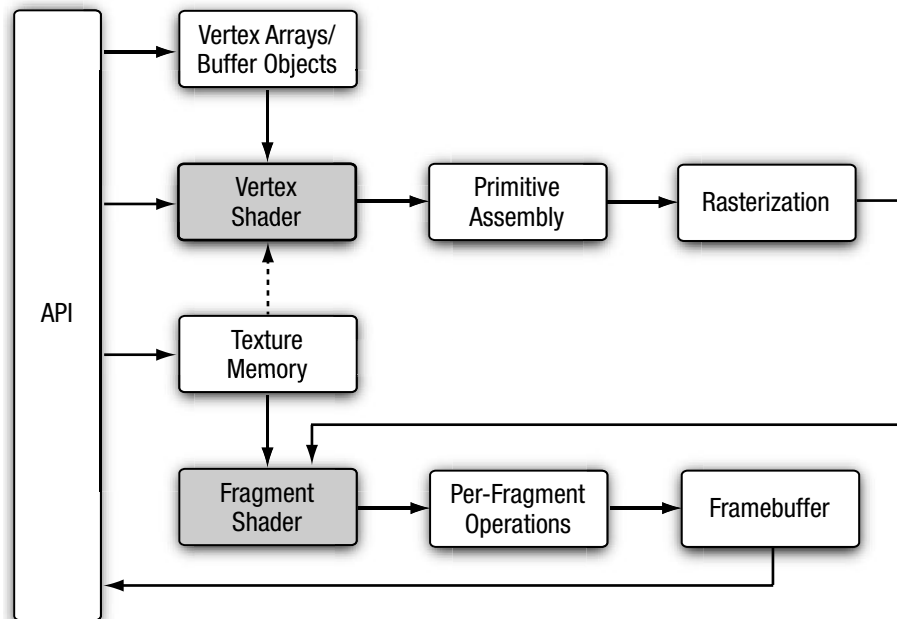 Vertex Arrays/
Buffer Objects
Vertex
Shader
Primitive
Assembly
Rasterization
API
Texture
Memory
Fragment
Shader
Per-Fragment
Operations
Framebuffer